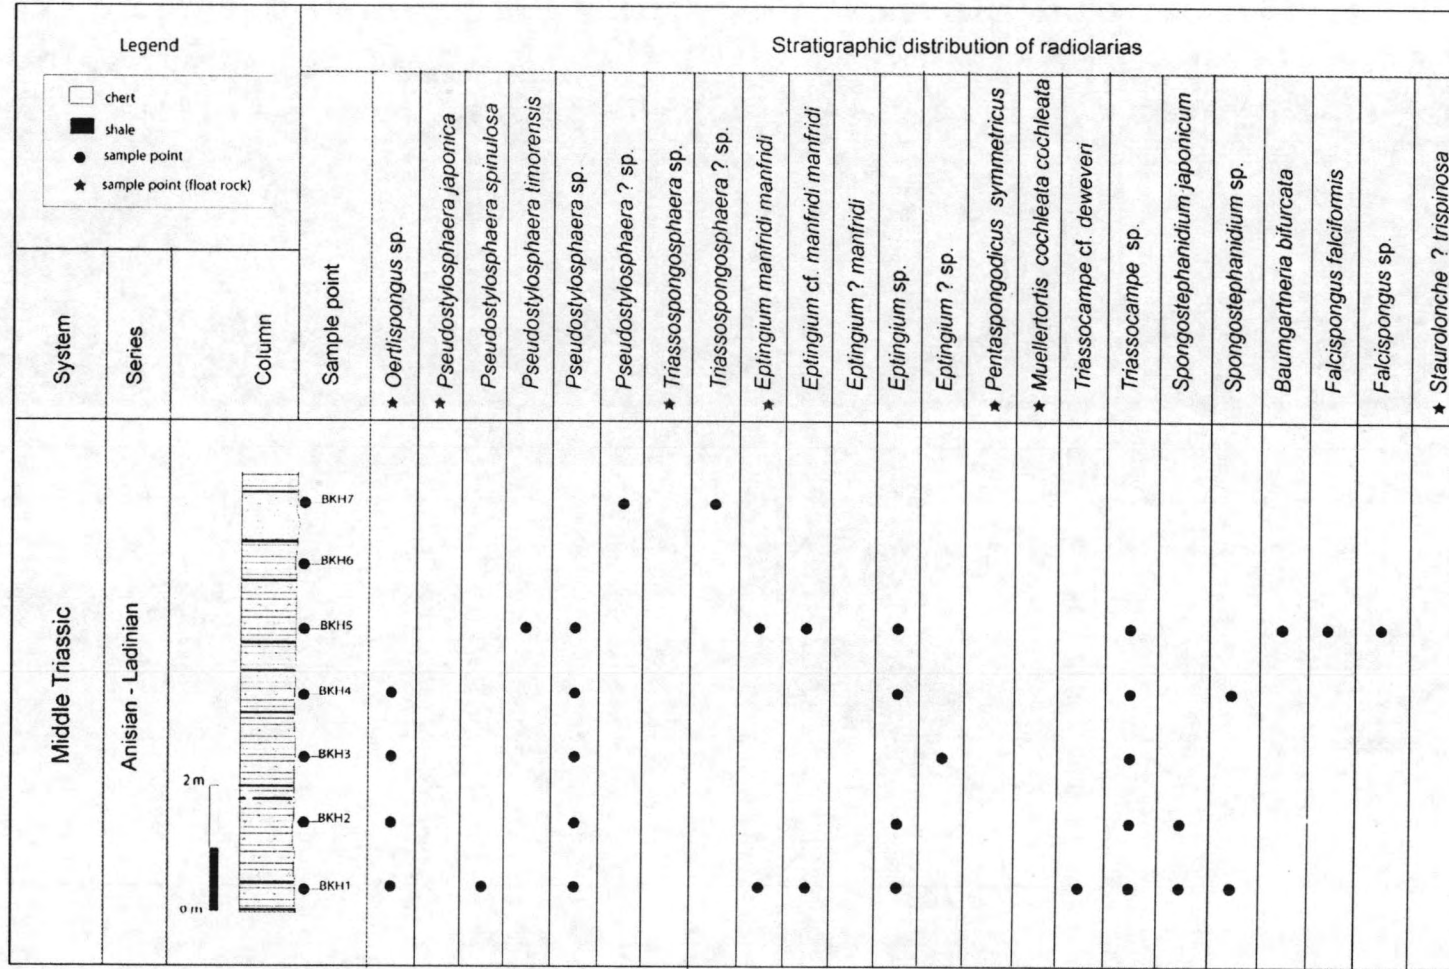 Legend
chert
shale
sample point
sample point (float rock)
Stratigraphic distribution of radiolarias
System
Series
Column
Sample point
Oertlispongus sp.
Pseudostylosphaera japonica
Pseudostylosphaera spinulosa
Pseudostylosphaera timorensis
Pseudostylosphaera sp.
Pseudostylosphaera ? sp.
Triassospongosphaera sp.
Triassospongosphaera ? sp.
Eptingium manfridi manfridi
Eptingium cf. manfridi manfridi
Eptingium ? manfridi
Eptingium sp.
Eptingium ? sp.
Pentaspongodicus symmetricus
Muellertortis cochleata cochleata
Triassocampe cf. deweveri
Triassocampe sp.
Spongostephanidium japonicum
Spongostephanidium sp.
Baumgartneria bifurcata
Falcispongus falciformis
Falcispongus sp.
Staurolonche ? trispinosa
Middle Triassic
Anisian - Ladinian
BKH7
BKH6
BKH5
BKH4
BKH3
2 m
BKH2
BKH1
0 m